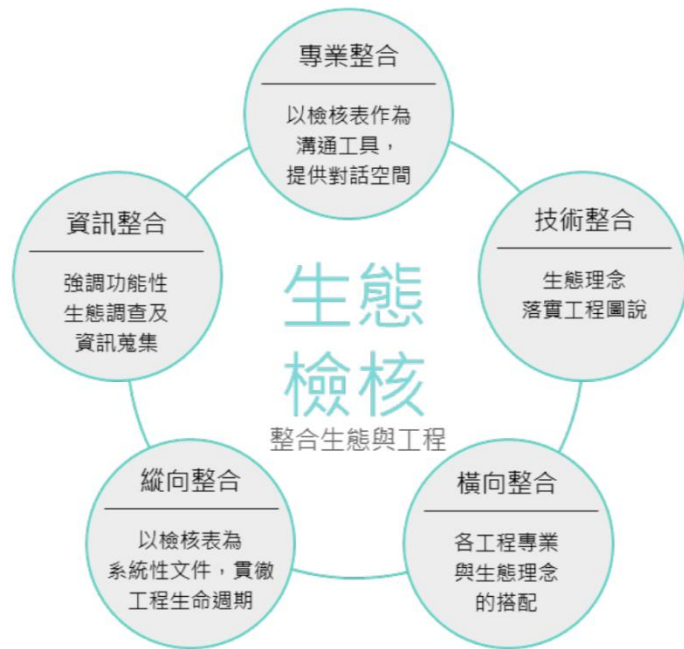 專業整合
以檢核表作為
溝通工具，
提供對話空間
資訊整合
強調功能性
生態調查及
資訊蒐集
技術整合
生態理念
落實工程圖說
生態
檢核
整合生態與工程
縱向整合
以檢核表為
系統性文件，貫徹
工程生命週期
橫向整合
各工程專業
與生態理念
的搭配